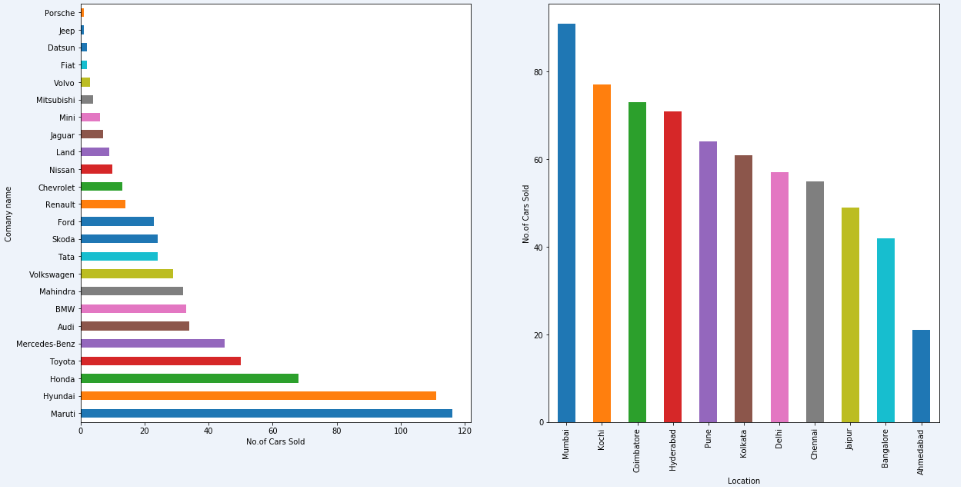 Porsche
Jeep
Datsun
Fiat
Volvo
Mitsubishi
Mini
Jaguar
Land
Nissan
Chevrolet
Renault
Ford
Skoda
Tata
Volkswagen
Mahindra
BMW
Audi
Mercedes-Benz
Toyota
Honda
Hyundai
Maruti
Comany name
0 20 40 60 80 100 120
No.of Cars Sold
80
60
40
20
0
No.of Cars Sold
Mumbai
Kochi
Coimbatore
Hyderabad
Pune
Kolkata
Delhi
Chennai
Jaipur
Bangalore
Ahmedabad
Location